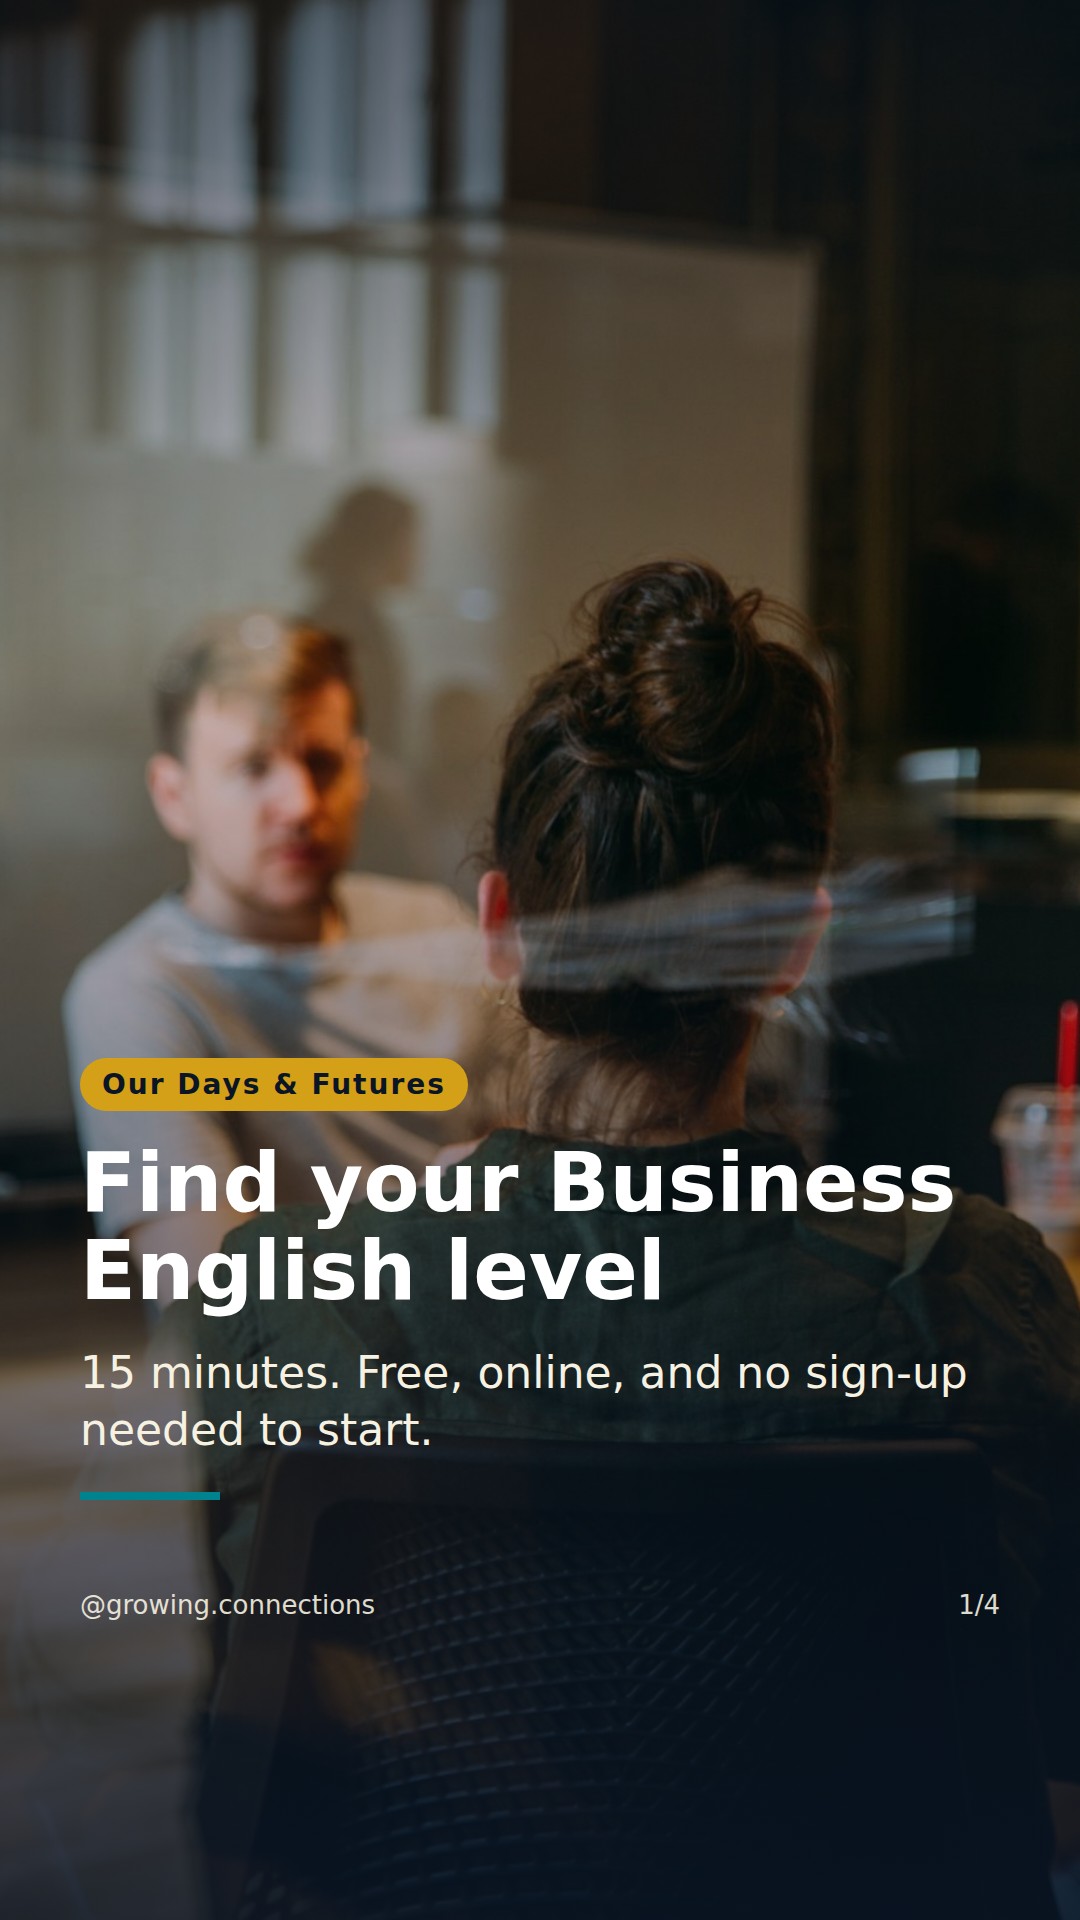 Our Days & Futures
Find your Business
English level
15 minutes. Free, online, and no sign-up
needed to start.
@growing.connections
1/4